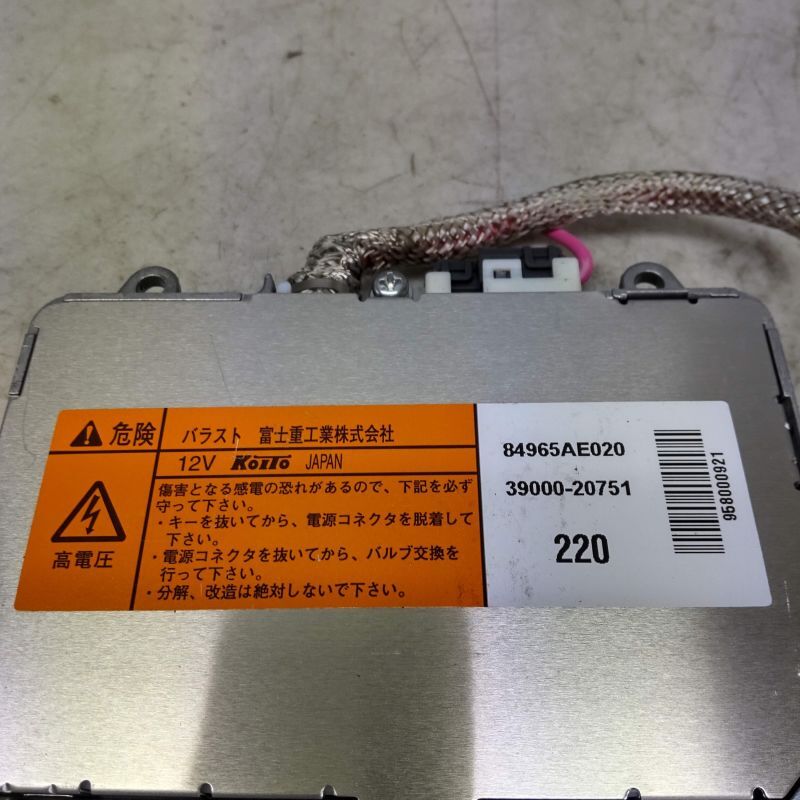 危険
バラスト 富士重工業株式会社
12V KOITO JAPAN
高電圧
傷害となる感電の恐れがあるので、下記を必ず
守って下さい。
・キーを抜いてから、電源コネクタを脱着して
下さい。
・電源コネクタを抜いてから、バルブ交換を
行って下さい。
・分解、改造は絶対しないで下さい。
84965AE020
39000-20751
220
958000921